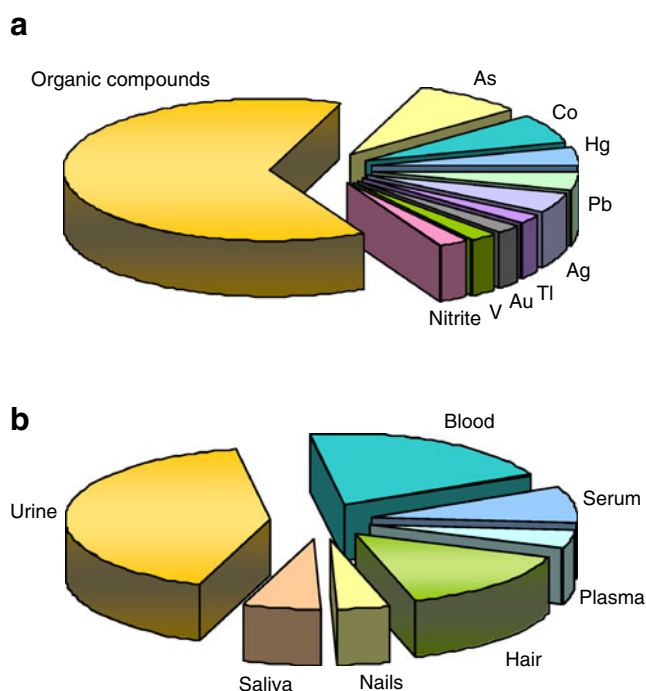 a
Organic compounds
As
Co
Hg
Pb
Ag
Tl
Au
V
Nitrite
b
Blood
Urine
Serum
Plasma
Hair
Nails
Saliva